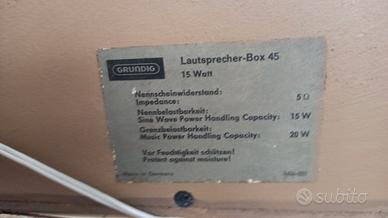 GRUNDIG
Lautsprecher-Box 45
15 Watt
Nennscheinwiderstand:
Impedance: 5 Ω
Nennbelastbarkeit:
Sine Wave Power Handling Capacity: 15 W
Grenzbelastbarkeit:
Music Power Handling Capacity: 20 W
Vor Feuchtigkeit schützen!
Protect against moisture!
Made in Germany
subito